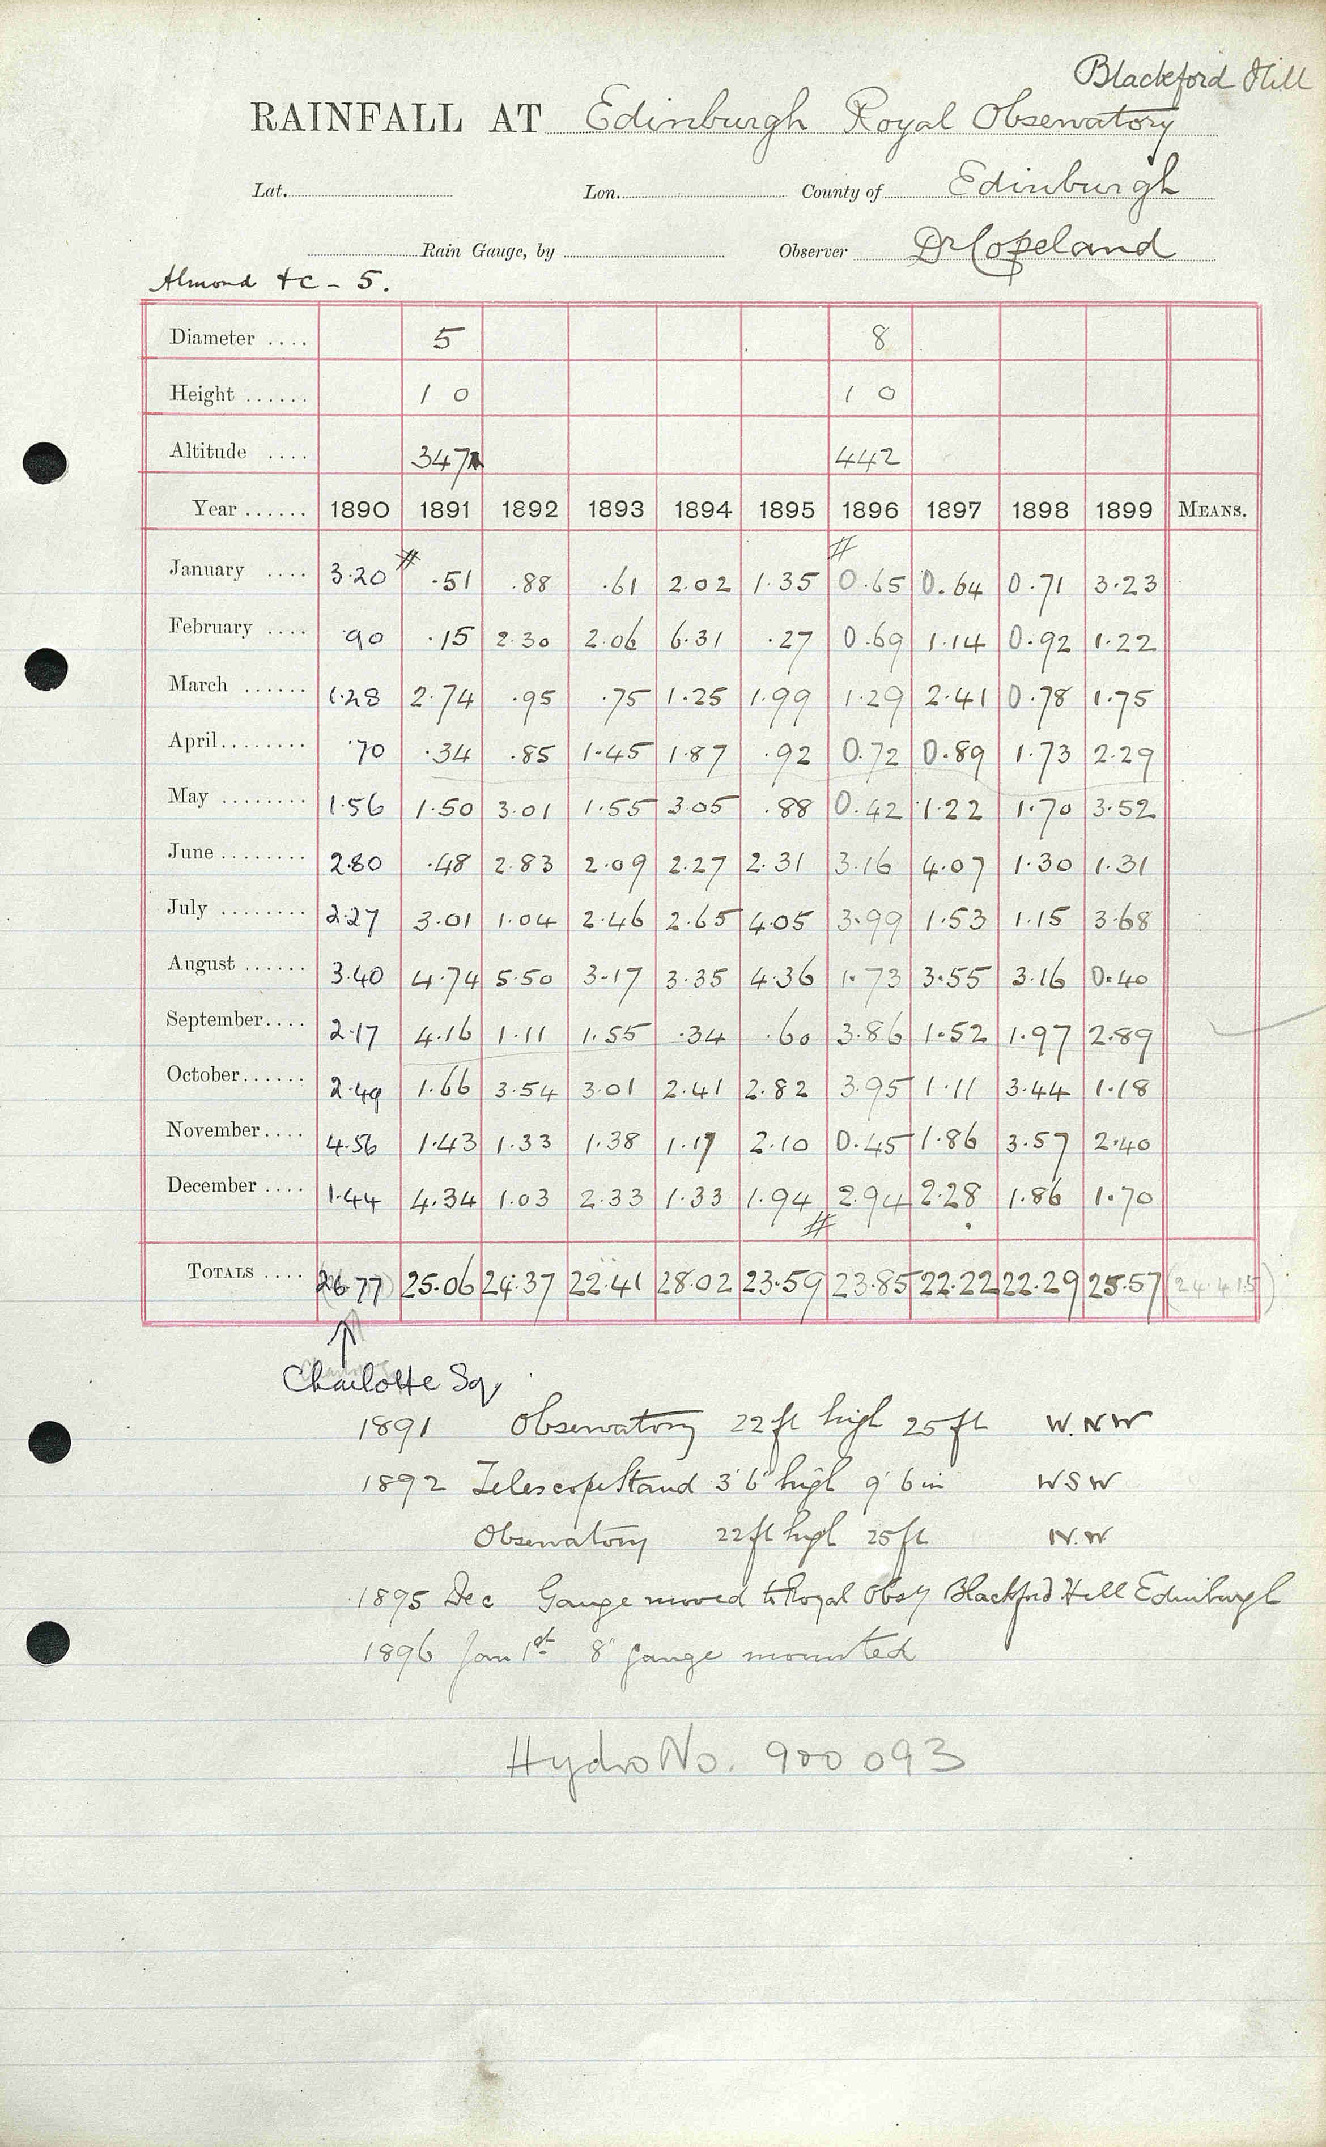 Blackford Hill
RAINFALL AT Edinburgh Royal Observatory
Lat. Lon. County of Edinburgh
Rain Gauge, by Observer Dr Copeland
Almond &c - 5.
Diameter .... 5 8
Height ...... 1 0 1 0
Altitude .... 347 442
Year ...... 1890 1891 1892 1893 1894 1895 1896 1897 1898 1899 MEANS.
# #
January .... 3.20 .51 .88 .61 2.02 1.35 0.65 0.64 0.71 3.23
February .... .90 .15 2.30 2.06 6.31 .27 0.69 1.14 0.92 1.22
March ...... 1.28 2.74 .95 .75 1.25 1.99 1.29 2.41 0.78 1.75
April........ .70 .34 .85 1.45 1.87 .92 0.72 0.89 1.73 2.29
May ........ 1.56 1.50 3.01 1.55 3.05 .88 0.42 1.22 1.70 3.52
June ........ 2.80 .48 2.83 2.09 2.27 2.31 3.16 4.07 1.30 1.31
July ........ 2.27 3.01 1.04 2.46 2.65 4.05 3.99 1.53 1.15 3.68
August ...... 3.40 4.74 5.50 3.17 3.35 4.36 1.73 3.55 3.16 0.40
September.... 2.17 4.16 1.11 1.55 .34 .60 3.86 1.52 1.97 2.89
October...... 2.49 1.66 3.54 3.01 2.41 2.82 3.95 1.11 3.44 1.18
November.... 4.56 1.43 1.33 1.38 1.17 2.10 0.45 1.86 3.57 2.40
December .... 1.44 4.34 1.03 2.33 1.33 1.94 2.94 2.28 1.86 1.70
#
TOTALS .... (26.77) 25.06 24.37 22.41 28.02 23.59 23.85 22.22 22.29 25.57 (24.415)
Charlotte Sq,
1891 Observatory 22ft high 25ft W.NW
1892 Telescope Stand 3'6" high 9' 6in WSW
Observatory 22ft high 25ft N.W
1895 Dec Gauge moved to Royal Obsy Blackford Hill Edinburgh
1896 Jan 1st 8" gauge mounted
Hydro No. 900093